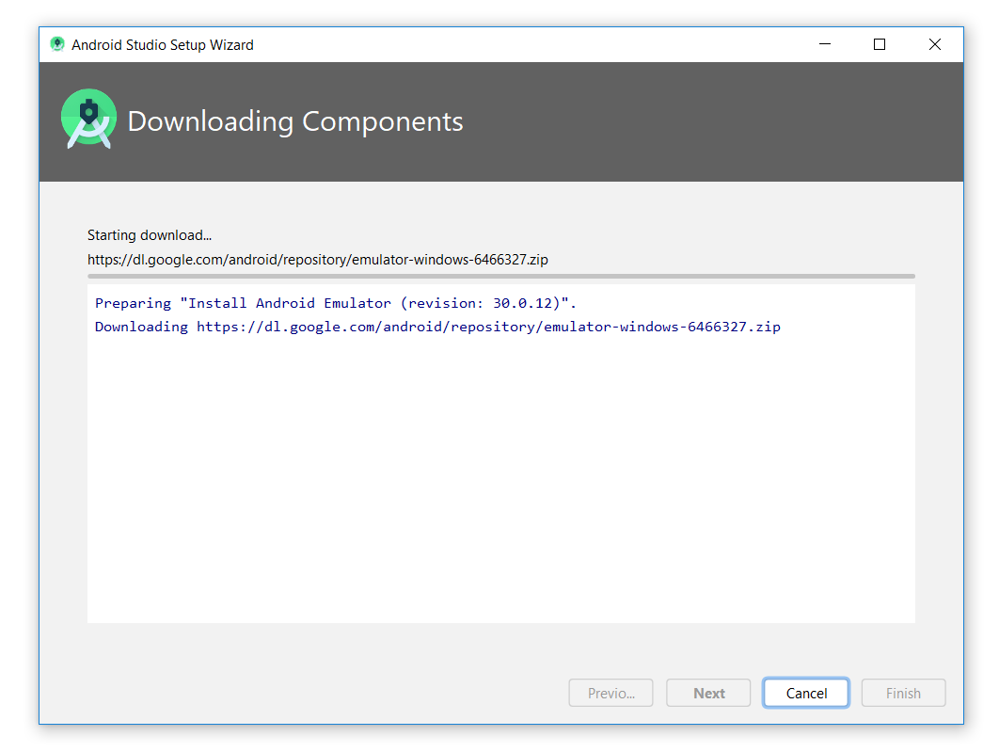 Android Studio Setup Wizard
Downloading Components
Starting download...
https://dl.google.com/android/repository/emulator-windows-6466327.zip
Preparing "Install Android Emulator (revision: 30.0.12)".
Downloading https://dl.google.com/android/repository/emulator-windows-6466327.zip
Previo... Next Cancel Finish